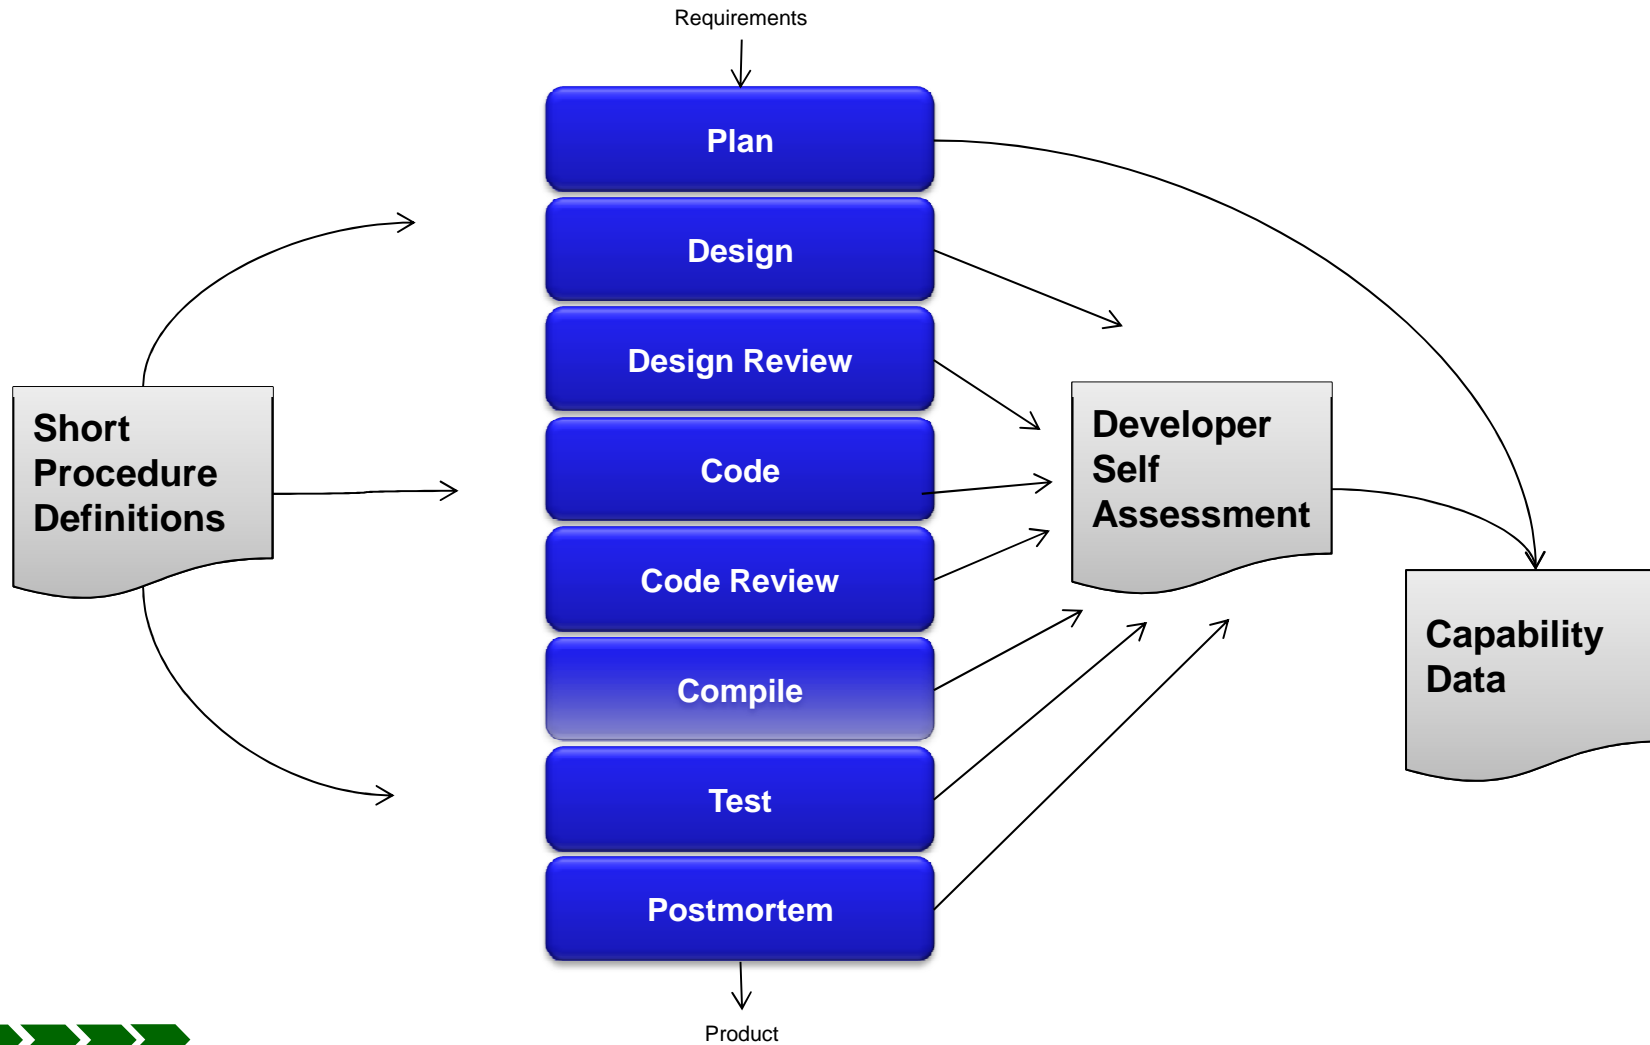 Requirements
Plan
Design
Design Review
Code
Code Review
Compile
Test
Postmortem
Product
Short
Procedure
Definitions
Developer
Self
Assessment
Capability
Data